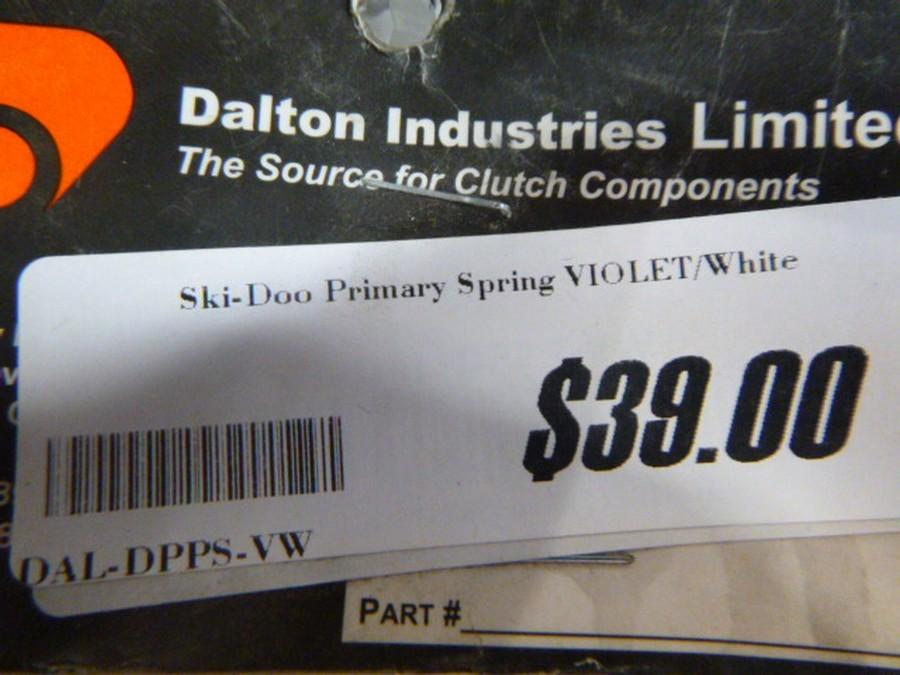 Dalton Industries Limite
The Source for Clutch Components
Ski-Doo Primary Spring VIOLET/White
$39.00
DAL-DPPS-VW
PART #